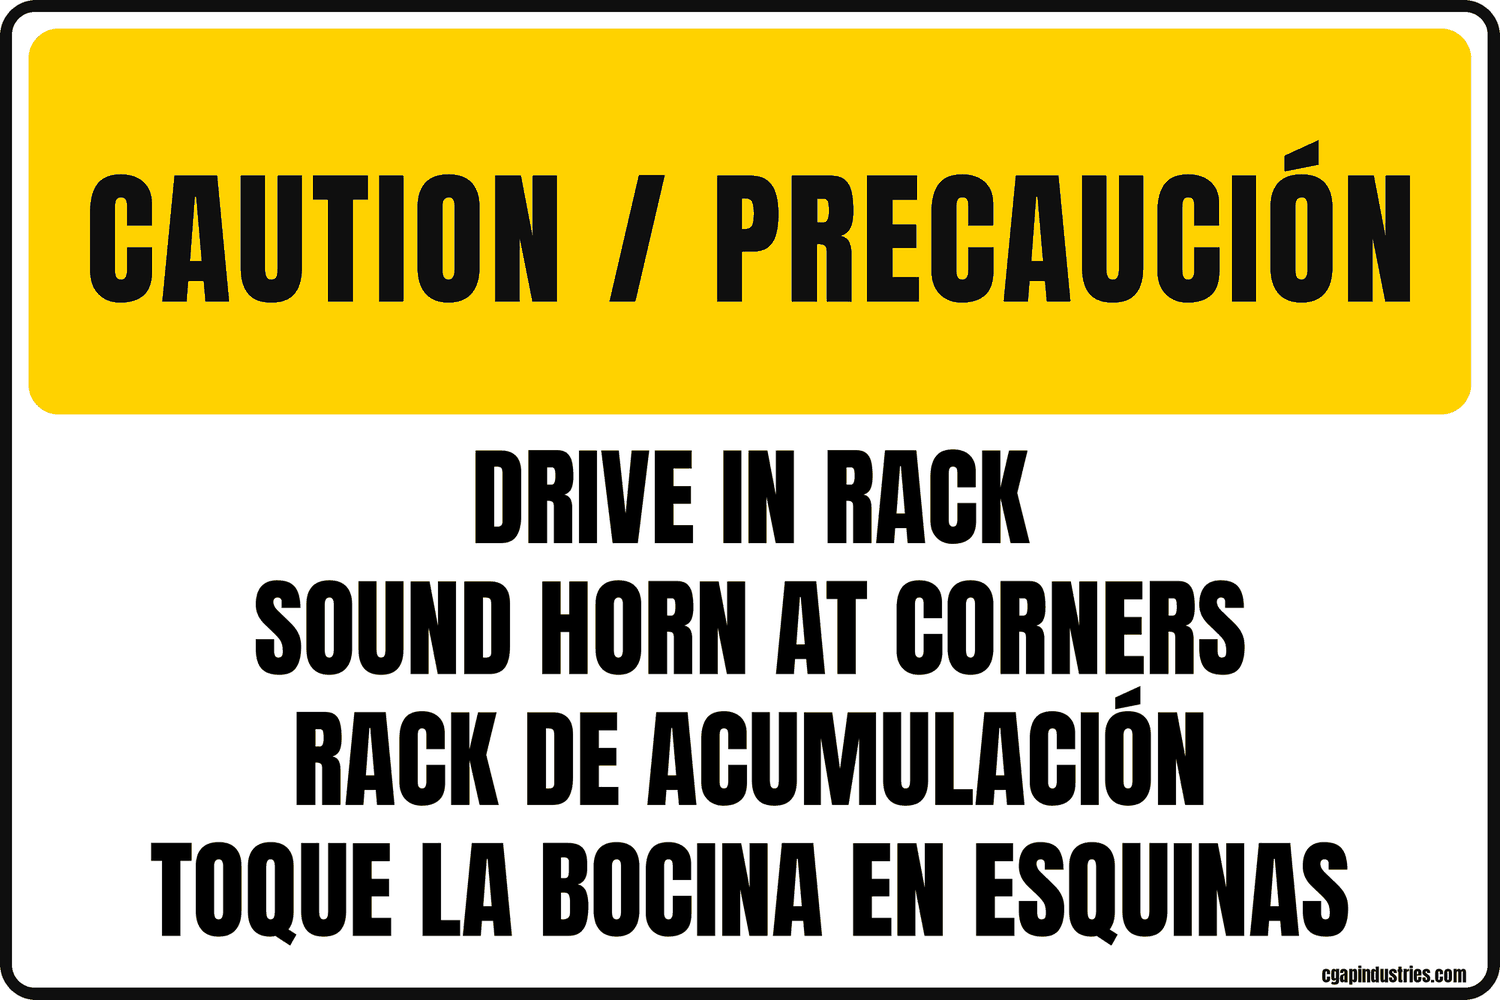 CAUTION / PRECAUCIÓN
DRIVE IN RACK
SOUND HORN AT CORNERS
RACK DE ACUMULACIÓN
TOQUE LA BOCINA EN ESQUINAS
cgapindustries.com